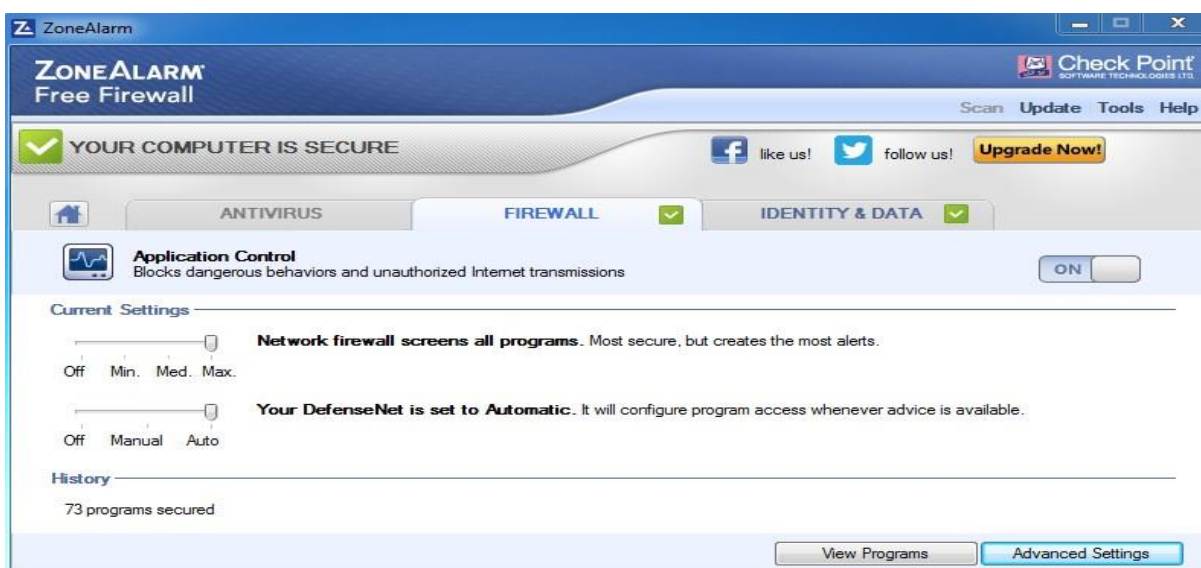 ZoneAlarm
ZONEALARM
Free Firewall
Check Point
SOFTWARE TECHNOLOGIES LTD.
Scan Update Tools Help
YOUR COMPUTER IS SECURE
like us! follow us! Upgrade Now!
ANTIVIRUS FIREWALL IDENTITY & DATA
Application Control
Blocks dangerous behaviors and unauthorized Internet transmissions
ON
Current Settings
Network firewall screens all programs. Most secure, but creates the most alerts.
Off Min. Med. Max.
Your DefenseNet is set to Automatic. It will configure program access whenever advice is available.
Off Manual Auto
History
73 programs secured
View Programs Advanced Settings